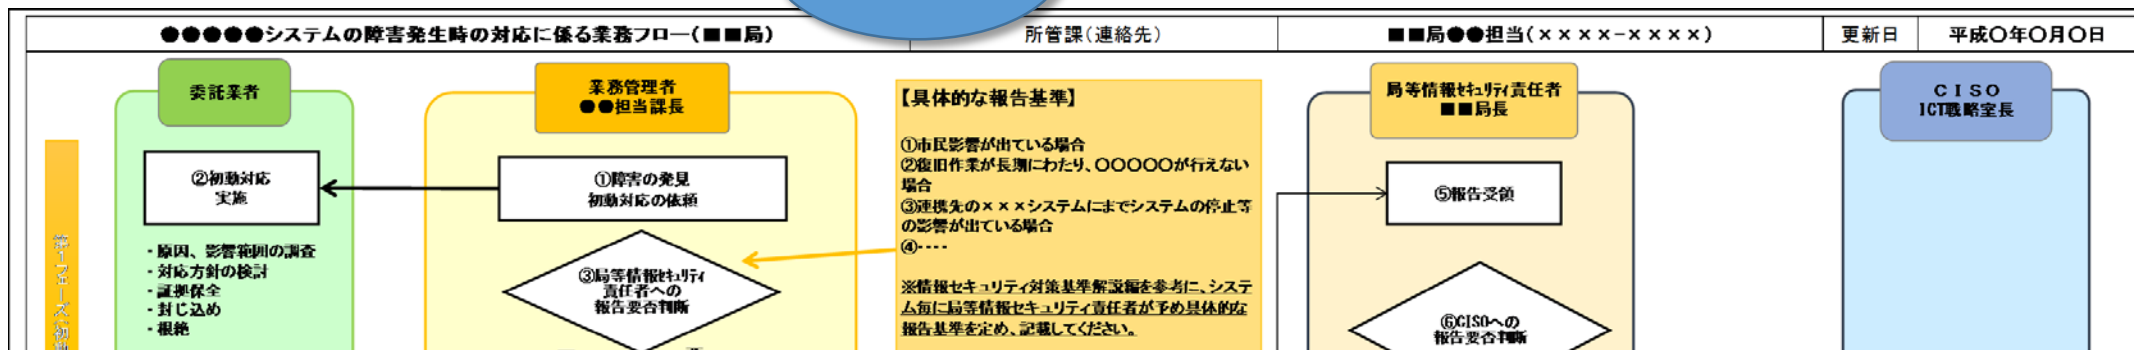 ●●●●●システムの障害発生時の対応に係る業務フロー(■■局)
所管課(連絡先)
■■局●●担当(××××-××××)
更新日
平成〇年〇月〇日
委託業者
②初動対応
実施
・原因、影響範囲の調査
・対応方針の検討
・証拠保全
・封じ込め
・根絶
業務管理者
●●担当課長
①障害の発見
初動対応の依頼
③局等情報セキュリティ
責任者への
報告要否判断
【具体的な報告基準】
①市民影響が出ている場合
②復旧作業が長期にわたり、〇〇〇〇〇が行えない
場合
③連携先の×××システムにまでシステムの停止等
の影響が出ている場合
④‥‥
※情報セキュリティ対策基準解説編を参考に、システ
ム毎に局等情報セキュリティ責任者が予め具体的な
報告基準を定め、記載してください。
局等情報セキュリティ責任者
■■局長
⑤報告受領
⑥CISOへの
報告要否判断
CISO
ICT戦略室長
第1フェーズ(初